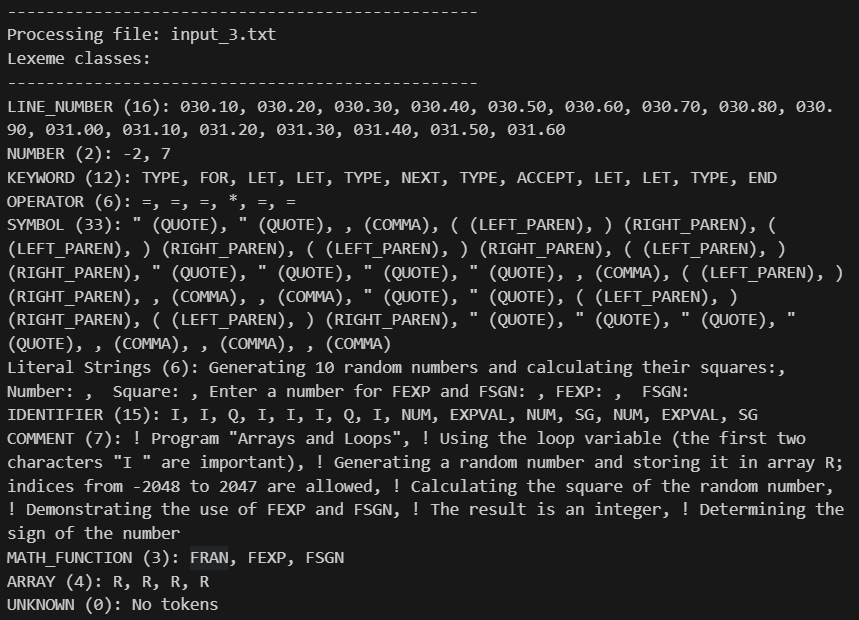 -------------------------------------------------
Processing file: input_3.txt
Lexeme classes:
-------------------------------------------------
LINE_NUMBER (16): 030.10, 030.20, 030.30, 030.40, 030.50, 030.60, 030.70, 030.80, 030.
90, 031.00, 031.10, 031.20, 031.30, 031.40, 031.50, 031.60
NUMBER (2): -2, 7
KEYWORD (12): TYPE, FOR, LET, LET, TYPE, NEXT, TYPE, ACCEPT, LET, LET, TYPE, END
OPERATOR (6): =, =, =, *, =, =
SYMBOL (33): " (QUOTE), " (QUOTE), , (COMMA), ( (LEFT_PAREN), ) (RIGHT_PAREN), (
(LEFT_PAREN), ) (RIGHT_PAREN), ( (LEFT_PAREN), ) (RIGHT_PAREN), ( (LEFT_PAREN), )
(RIGHT_PAREN), " (QUOTE), " (QUOTE), " (QUOTE), " (QUOTE), , (COMMA), ( (LEFT_PAREN), )
(RIGHT_PAREN), , (COMMA), , (COMMA), " (QUOTE), " (QUOTE), ( (LEFT_PAREN), )
(RIGHT_PAREN), ( (LEFT_PAREN), ) (RIGHT_PAREN), " (QUOTE), " (QUOTE), " (QUOTE), "
(QUOTE), , (COMMA), , (COMMA), , (COMMA)
Literal Strings (6): Generating 10 random numbers and calculating their squares:,
Number: ,  Square: , Enter a number for FEXP and FSGN: , FEXP: ,  FSGN:
IDENTIFIER (15): I, I, Q, I, I, I, Q, I, NUM, EXPVAL, NUM, SG, NUM, EXPVAL, SG
COMMENT (7): ! Program "Arrays and Loops", ! Using the loop variable (the first two
characters "I " are important), ! Generating a random number and storing it in array R;
indices from -2048 to 2047 are allowed, ! Calculating the square of the random number,
! Demonstrating the use of FEXP and FSGN, ! The result is an integer, ! Determining the
sign of the number
MATH_FUNCTION (3): FRAN, FEXP, FSGN
ARRAY (4): R, R, R, R
UNKNOWN (0): No tokens